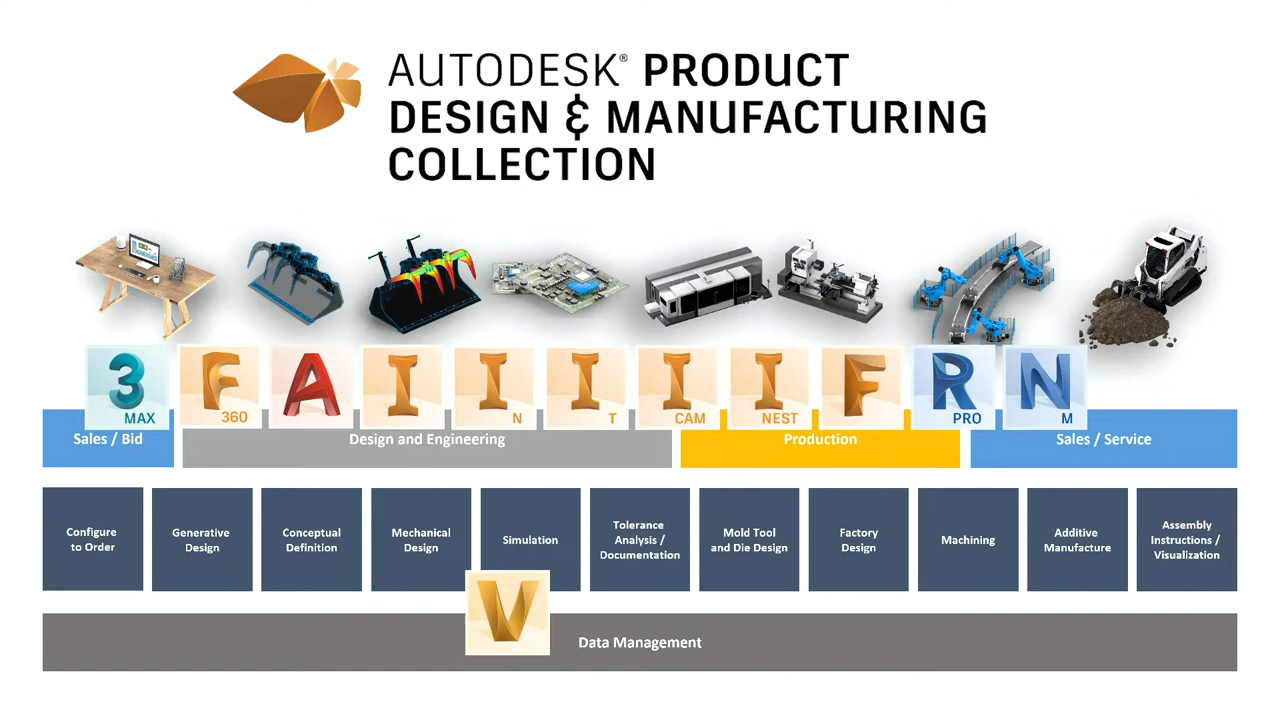 AUTODESK® PRODUCT
DESIGN & MANUFACTURING
COLLECTION
3
MAX
F
360
A
I
I
N
I
T
I
CAM
I
NEST
F
R
PRO
N
M
Sales / Bid
Design and Engineering
Production
Sales / Service
Configure
to Order
Generative
Design
Conceptual
Definition
Mechanical
Design
Simulation
Tolerance
Analysis /
Documentation
Mold Tool
and Die Design
Factory
Design
Machining
Additive
Manufacture
Assembly
Instructions /
Visualization
V
Data Management